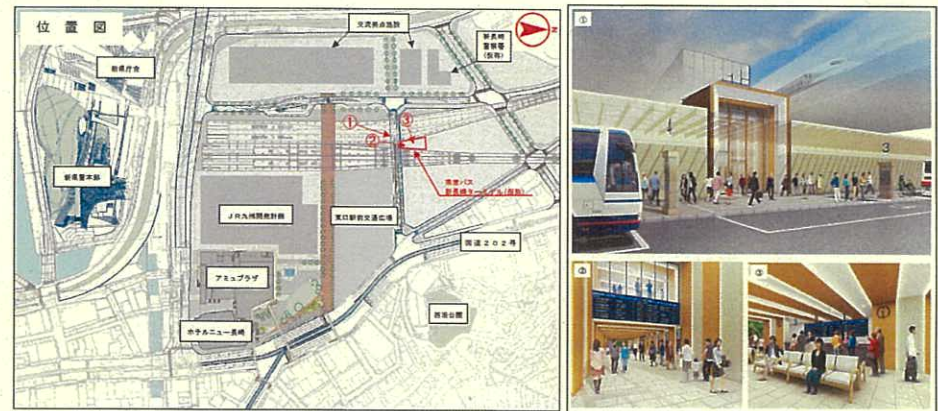 位置図
交流拠点施設
N
新長崎
警察署
(仮称)
新県庁舎
①
③
②
新県警本部
高速バス
新長崎ターミナル(仮称)
JR九州開発計画
東口駅前交通広場
国道202号
アミュプラザ
ホテルニュー長崎
西坂公園
①
3
②
③
①